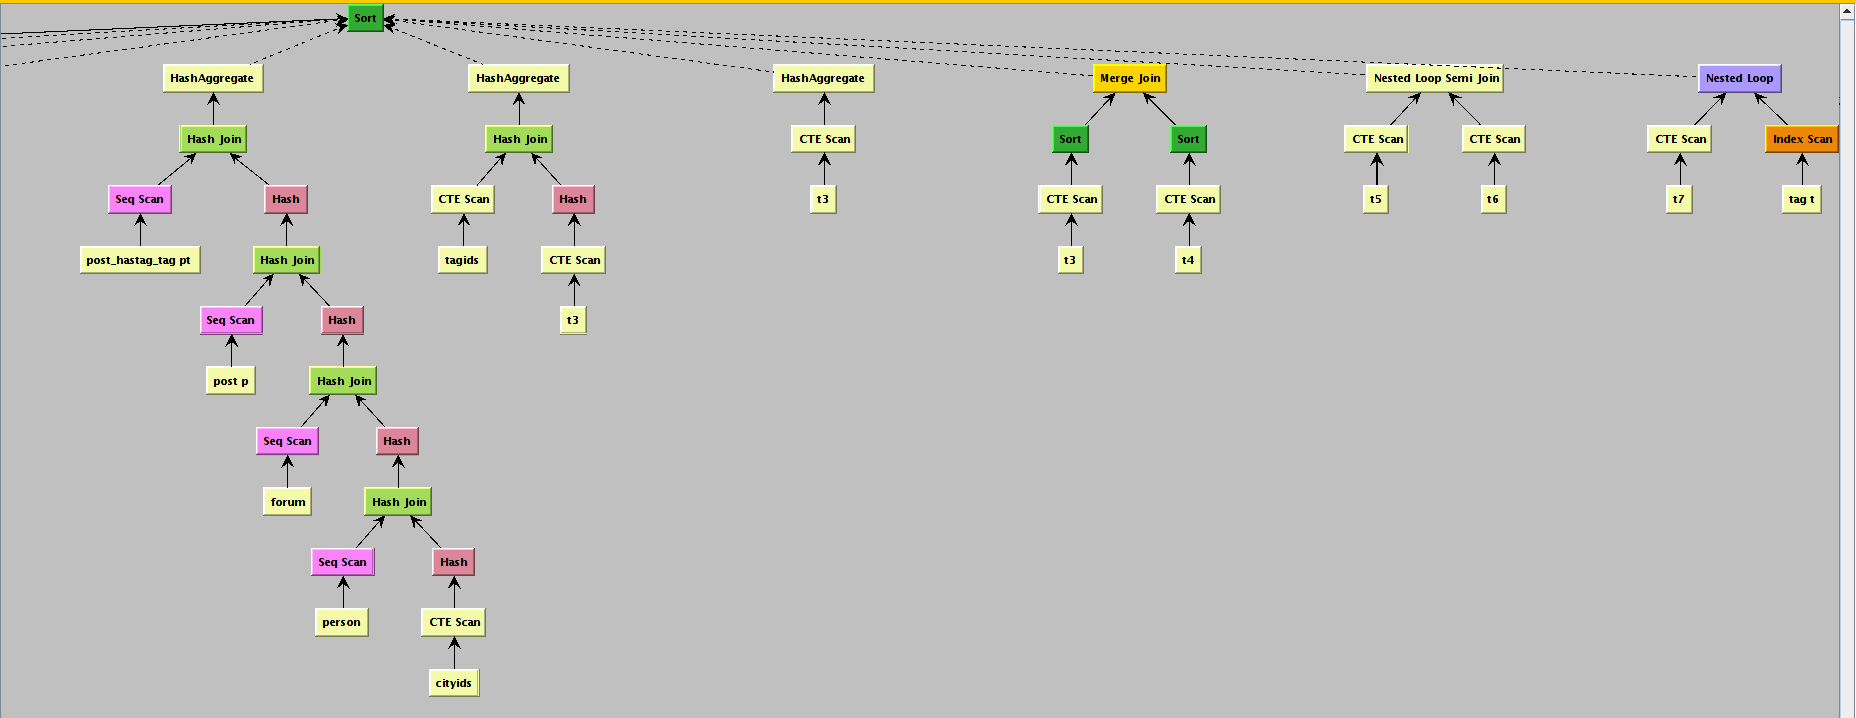 Sort
HashAggregate HashAggregate HashAggregate Merge Join Nested Loop Semi Join Nested Loop
Hash Join Hash Join CTE Scan Sort Sort CTE Scan CTE Scan CTE Scan Index Scan
Seq Scan Hash CTE Scan Hash t3 CTE Scan CTE Scan t5 t6 t7 tag t
post_hastag_tag pt Hash Join tagids CTE Scan t3 t4
Seq Scan Hash t3
post p Hash Join
Seq Scan Hash
forum Hash Join
Seq Scan Hash
person CTE Scan
cityids